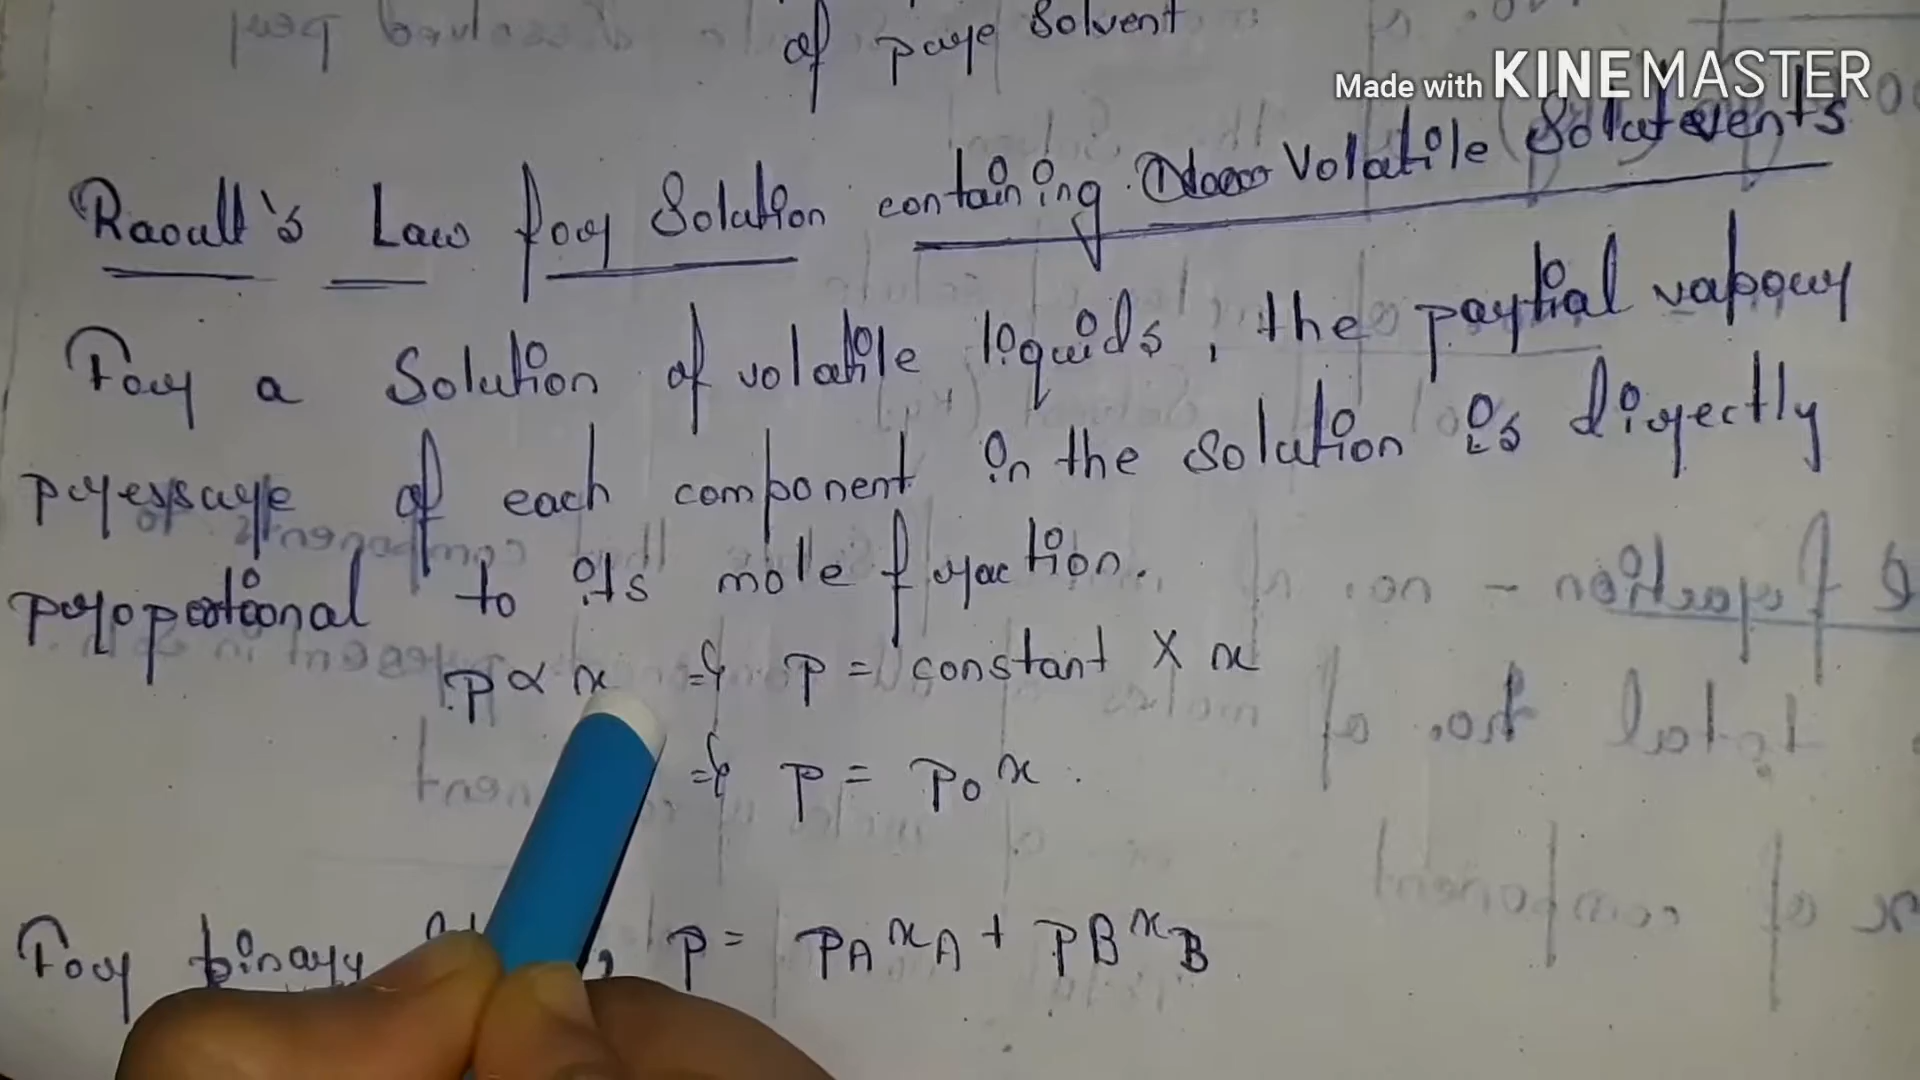 of pure solvent
Made with KINEMASTER
Raoult's Law for Solution containing Volatile
For a Solution of volatile liquids, the partial vapour
pressure of each component in the solution is directly
proportional to its mole fraction.
p ∝ x ⇒ p = constant × x
⇒ p = p₀ x
For binary , p = pA xA + pB xB